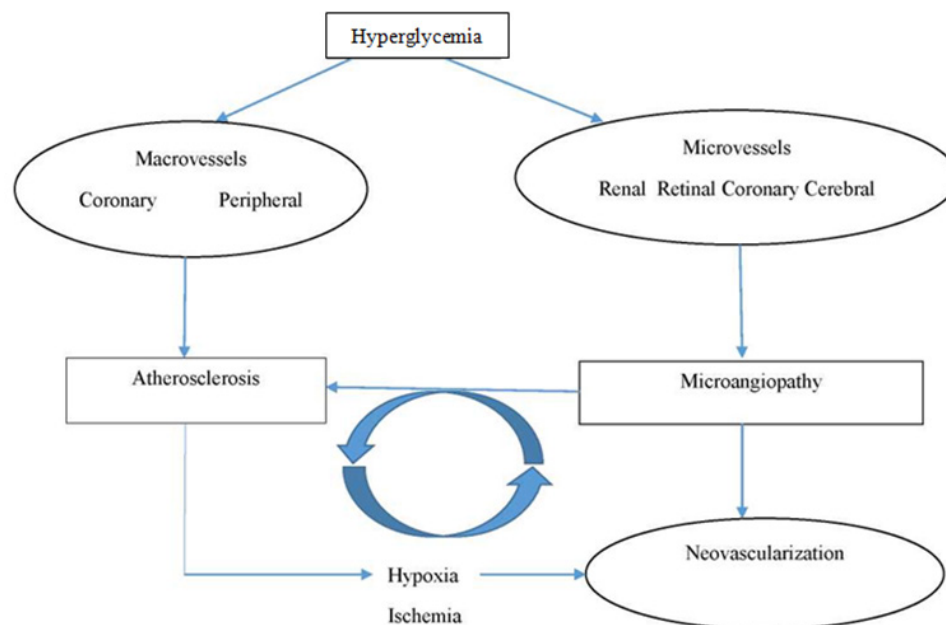 Hyperglycemia
Macrovessels
Coronary Peripheral
Microvessels
Renal Retinal Coronary Cerebral
Atherosclerosis
Microangiopathy
Neovascularization
Hypoxia
Ischemia